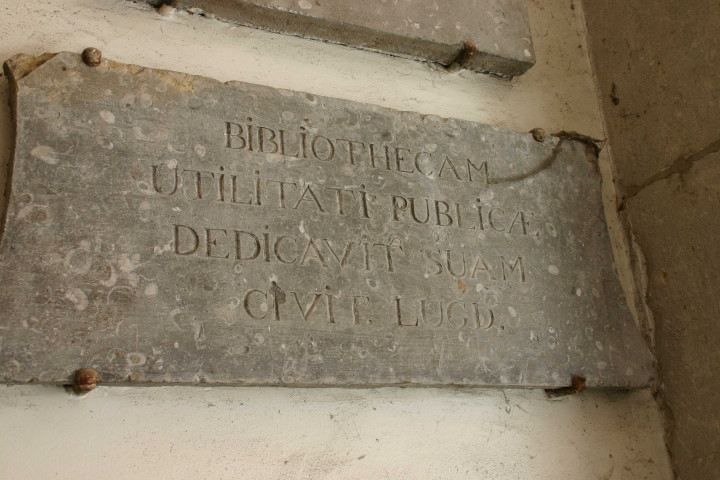 BIBLIOTHECAM
UTILITATI PUBLICÆ
DEDICAVIT SUAM
CIVIT. LUGD.